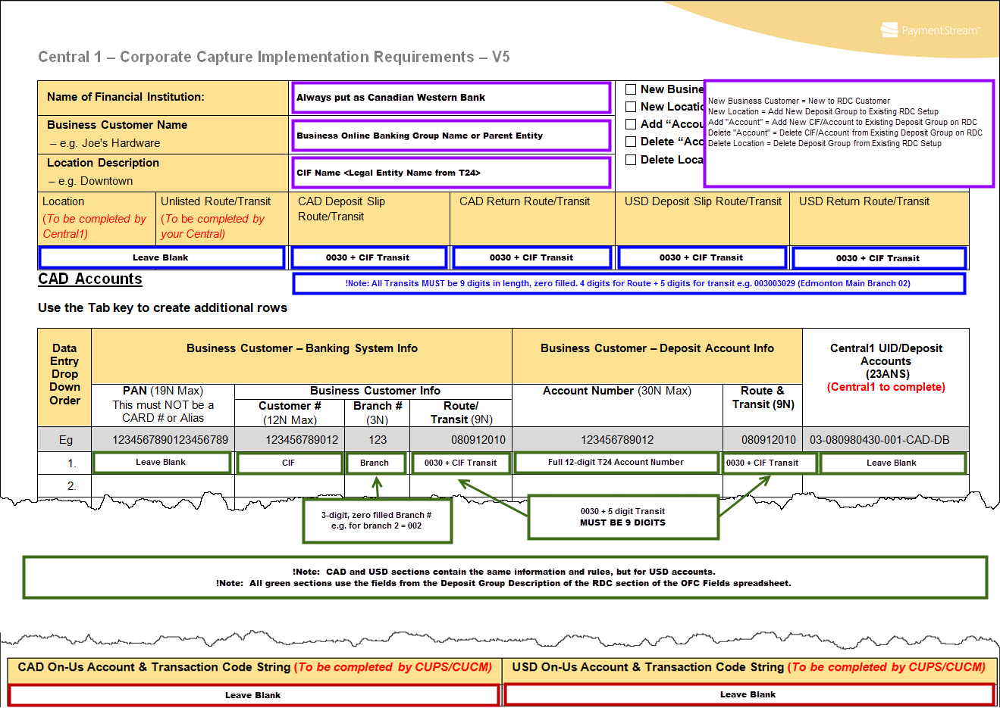 PaymentStream™
Central 1 – Corporate Capture Implementation Requirements – V5
Name of Financial Institution:
Always put as Canadian Western Bank
Business Customer Name
– e.g. Joe's Hardware
Business Online Banking Group Name or Parent Entity
Location Description
– e.g. Downtown
CIF Name <Legal Entity Name from T24>
New Busine
New Locatio
Add “Accou
Delete “Acc
Delete Loca
New Business Customer = New to RDC Customer
New Location = Add New Deposit Group to Existing RDC Setup
Add "Account" = Add New CIF/Account to Existing Deposit Group on RDC
Delete "Account" = Delete CIF/Account from Existing Deposit Group on RDC
Delete Location = Delete Deposit Group from Existing RDC Setup
Location
(To be completed by
Central1)
Unlisted Route/Transit
(To be completed by
your Central)
CAD Deposit Slip
Route/Transit
CAD Return Route/Transit
USD Deposit Slip Route/Transit
USD Return Route/Transit
Leave Blank
0030 + CIF Transit
0030 + CIF Transit
0030 + CIF Transit
0030 + CIF Transit
CAD Accounts
!Note: All Transits MUST be 9 digits in length, zero filled. 4 digits for Route + 5 digits for transit e.g. 003003029 (Edmonton Main Branch 02)
Use the Tab key to create additional rows
Data
Entry
Drop
Down
Order
Business Customer – Banking System Info
Business Customer – Deposit Account Info
Central1 UID/Deposit
Accounts
(23ANS)
(Central1 to complete)
PAN (19N Max)
This must NOT be a
CARD # or Alias
Business Customer Info
Customer #
(12N Max)
Branch #
(3N)
Route/
Transit (9N)
Account Number (30N Max)
Route &
Transit (9N)
Eg
1234567890123456789
123456789012
123
080912010
123456789012
080912010
03-080980430-001-CAD-DB
1.
Leave Blank
CIF
Branch
0030 + CIF Transit
Full 12-digit T24 Account Number
0030 + CIF Transit
Leave Blank
2.
3-digit, zero filled Branch #
e.g. for branch 2 = 002
0030 + 5 digit Transit
MUST BE 9 DIGITS
!Note: CAD and USD sections contain the same information and rules, but for USD accounts.
!Note: All green sections use the fields from the Deposit Group Description of the RDC section of the OFC Fields spreadsheet.
CAD On-Us Account & Transaction Code String (To be completed by CUPS/CUCM)
USD On-Us Account & Transaction Code String (To be completed by CUPS/CUCM)
Leave Blank
Leave Blank